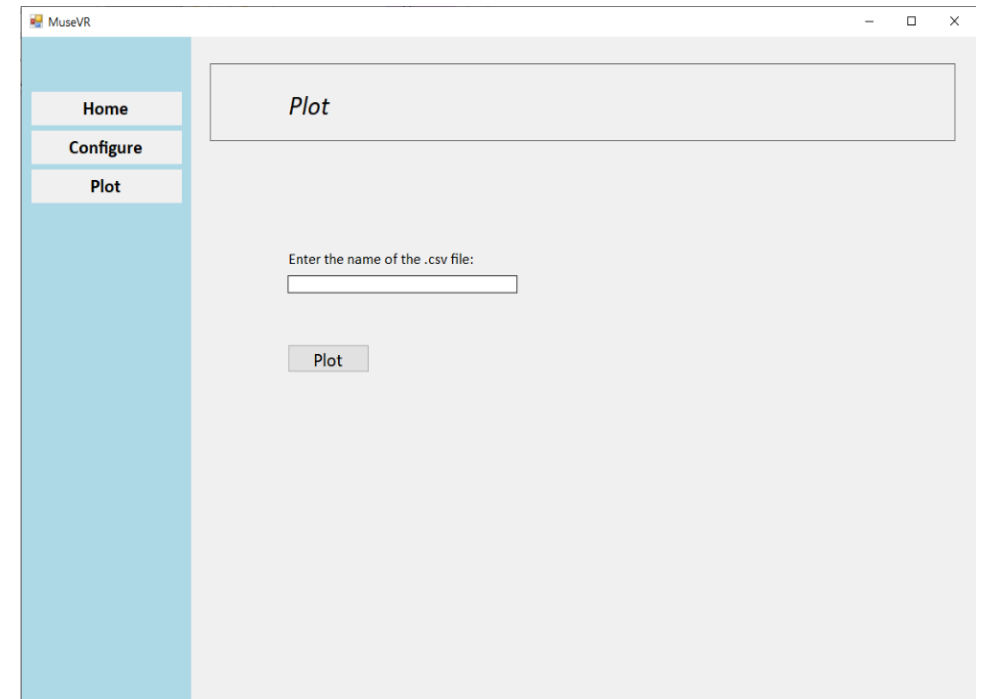 MuseVR
Home
Configure
Plot
Plot
Enter the name of the .csv file:
Plot